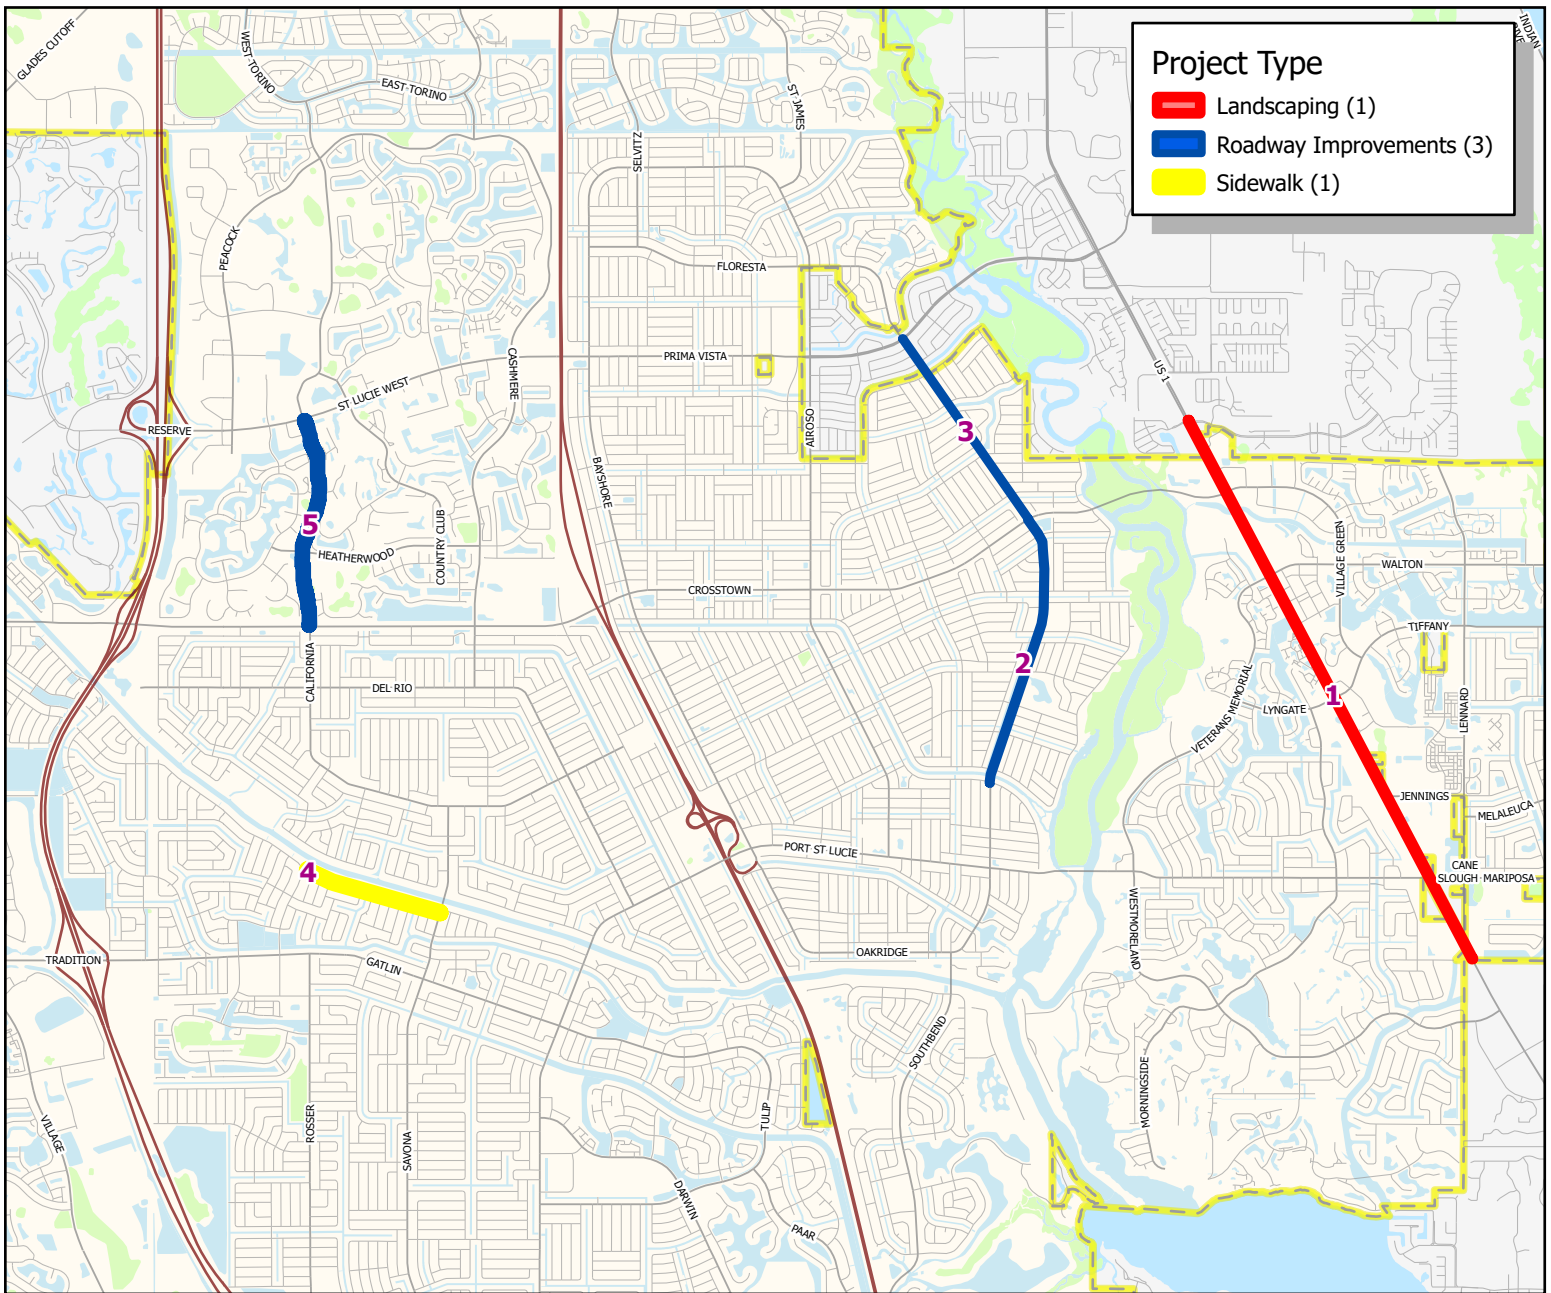 Project Type
Landscaping (1)
Roadway Improvements (3)
Sidewalk (1)
GLADES CUTOFF
WEST TORINO
EAST TORINO
ST JAMES
SELVITZ
INDIAN
PEACOCK
FLORESTA
PRIMA VISTA
CASHMERE
ST LUCIE WEST
US 1
RESERVE
AIROSO
3
BAYSHORE
5
COUNTRY CLUB
HEATHERWOOD
VILLAGE GREEN
WALTON
CROSSTOWN
TIFFANY
CALIFORNIA
DEL RIO
2
VETERANS MEMORIAL
LYNGATE
1
LENNARD
JENNINGS
MELALEUCA
PORT ST LUCIE
4
CANE
SLOUGH MARIPOSA
WESTMORELAND
TRADITION
GATLIN
OAKRIDGE
SOUTHBEND
MORNINGSIDE
VILLAGE
ROSSER
SAVONA
TULIP
DARWIN
PAAR